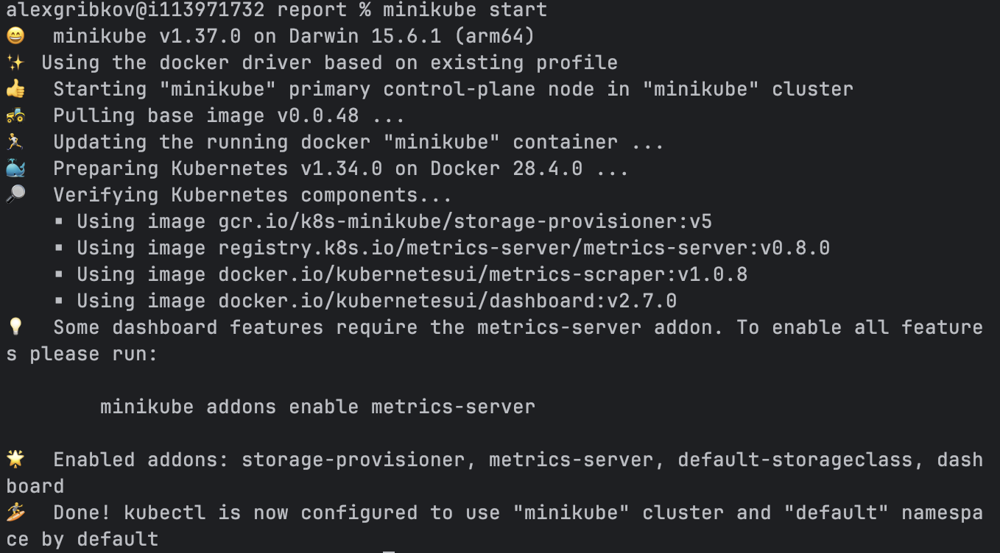 alexgribkov@i113971732 report % minikube start
😄 minikube v1.37.0 on Darwin 15.6.1 (arm64)
✨ Using the docker driver based on existing profile
👍 Starting "minikube" primary control-plane node in "minikube" cluster
🚜 Pulling base image v0.0.48 ...
🏃 Updating the running docker "minikube" container ...
🐳 Preparing Kubernetes v1.34.0 on Docker 28.4.0 ...
🔎 Verifying Kubernetes components...
▪ Using image gcr.io/k8s-minikube/storage-provisioner:v5
▪ Using image registry.k8s.io/metrics-server/metrics-server:v0.8.0
▪ Using image docker.io/kubernetesui/metrics-scraper:v1.0.8
▪ Using image docker.io/kubernetesui/dashboard:v2.7.0
💡 Some dashboard features require the metrics-server addon. To enable all feature
s please run:
minikube addons enable metrics-server
🌟 Enabled addons: storage-provisioner, metrics-server, default-storageclass, dash
board
🏄 Done! kubectl is now configured to use "minikube" cluster and "default" namespa
ce by default